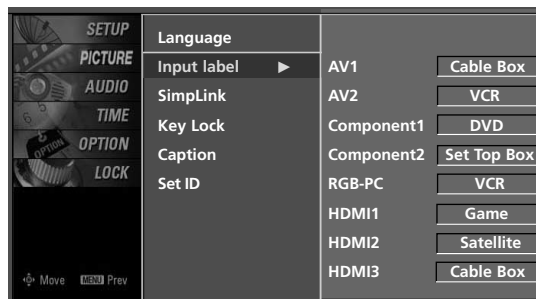 SETUP
PICTURE
AUDIO
TIME
OPTION
LOCK
Move MENU Prev
Language
Input label ▶
SimpLink
Key Lock
Caption
Set ID
AV1 Cable Box
AV2 VCR
Component1 DVD
Component2 Set Top Box
RGB-PC VCR
HDMI1 Game
HDMI2 Satellite
HDMI3 Cable Box